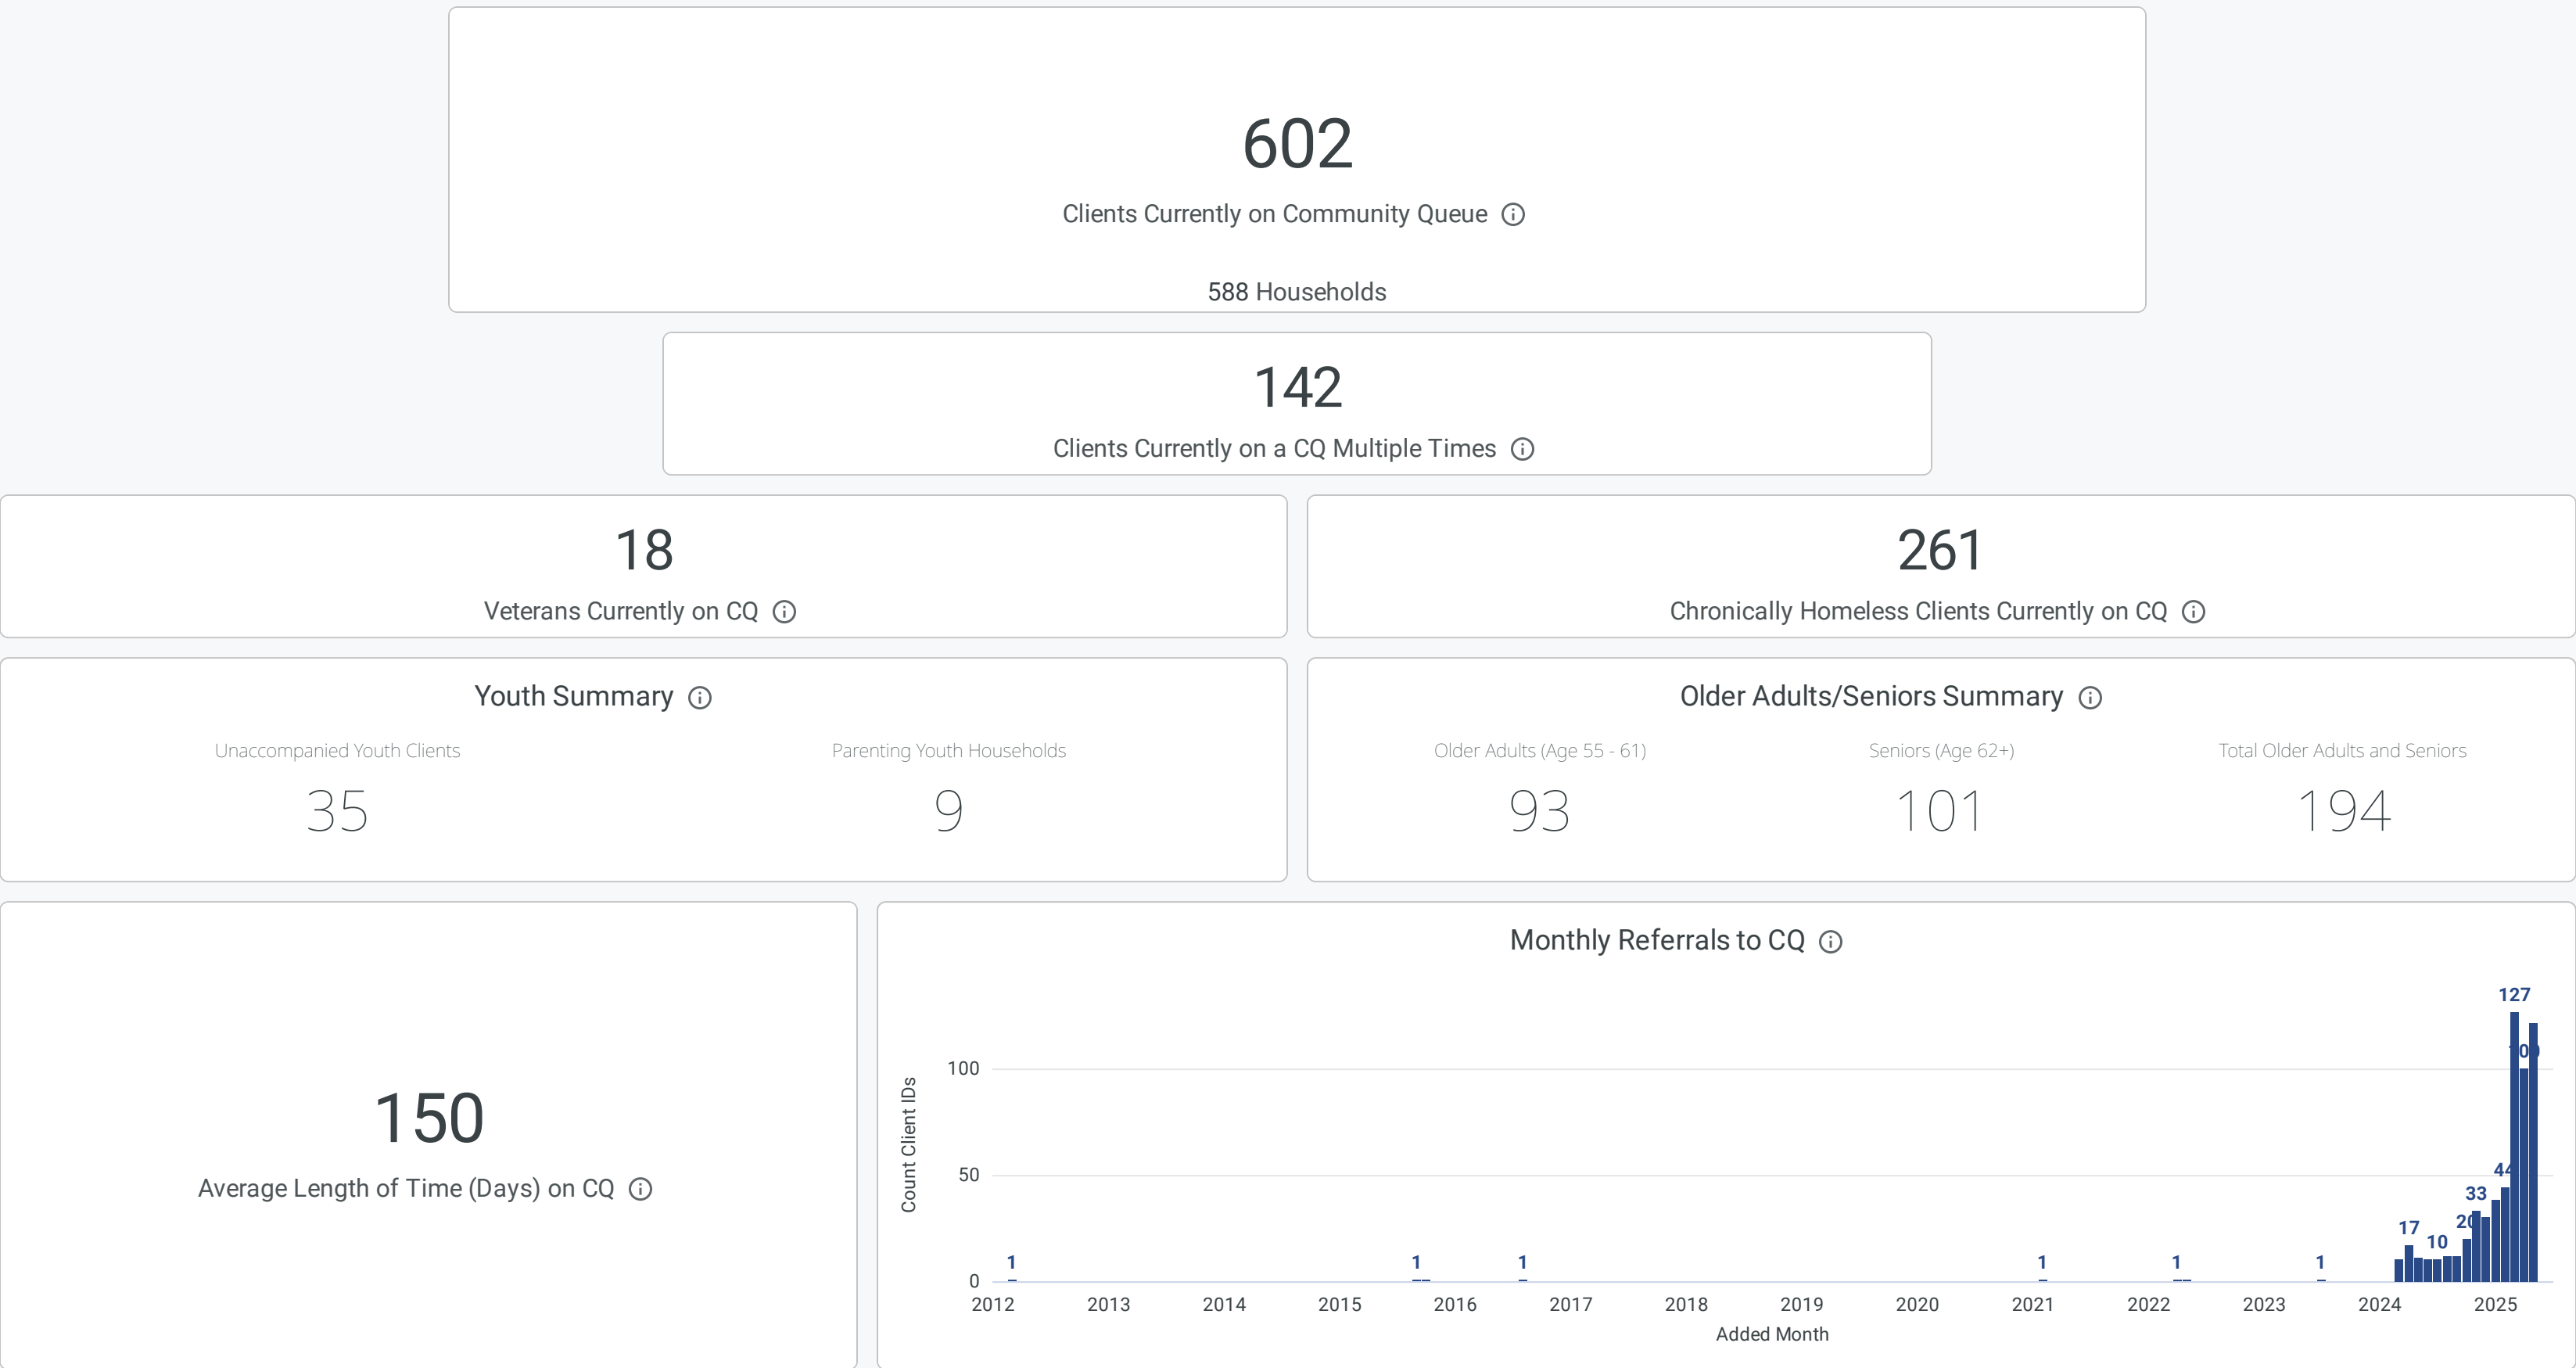 602
Clients Currently on Community Queue
588 Households
142
Clients Currently on a CQ Multiple Times
18
Veterans Currently on CQ
261
Chronically Homeless Clients Currently on CQ
Youth Summary
Unaccompanied Youth Clients
35
Parenting Youth Households
9
Older Adults/Seniors Summary
Older Adults (Age 55 - 61)
93
Seniors (Age 62+)
101
Total Older Adults and Seniors
194
150
Average Length of Time (Days) on CQ
Monthly Referrals to CQ
Count Client IDs
100
50
0
1
1
1
1
1
1
17
10
20
33
44
127
100
2012
2013
2014
2015
2016
2017
2018
2019
2020
2021
2022
2023
2024
2025
Added Month